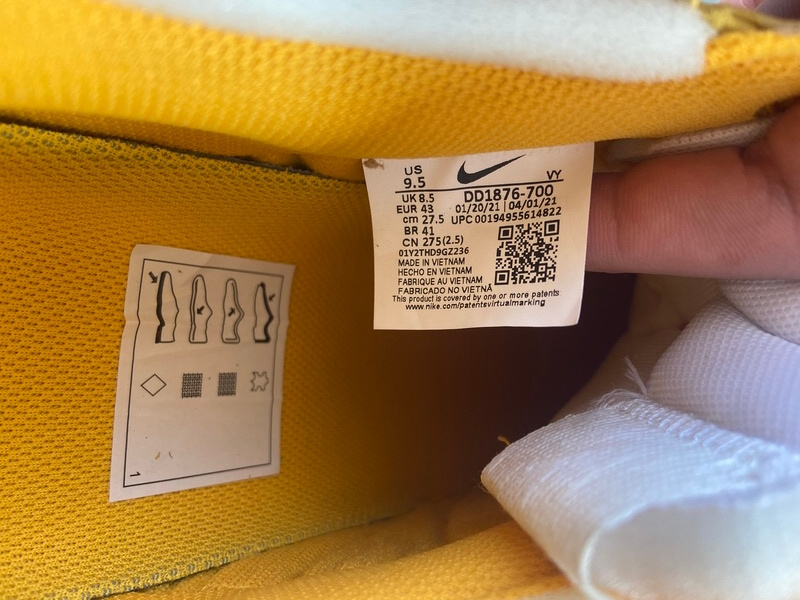 US
9.5
VY
UK 8.5
DD1876-700
EUR 43
01/20/21 | 04/01/21
cm 27.5
UPC 00194955614822
BR 41
CN 275(2.5)
01Y2THD9GZ236
MADE IN VIETNAM
HECHO EN VIETNAM
FABRIQUE AU VIETNAM
FABRICADO NO VIETNÃ
This product is covered by one or more patents
www.nike.com/patentsvirtualmarking
1